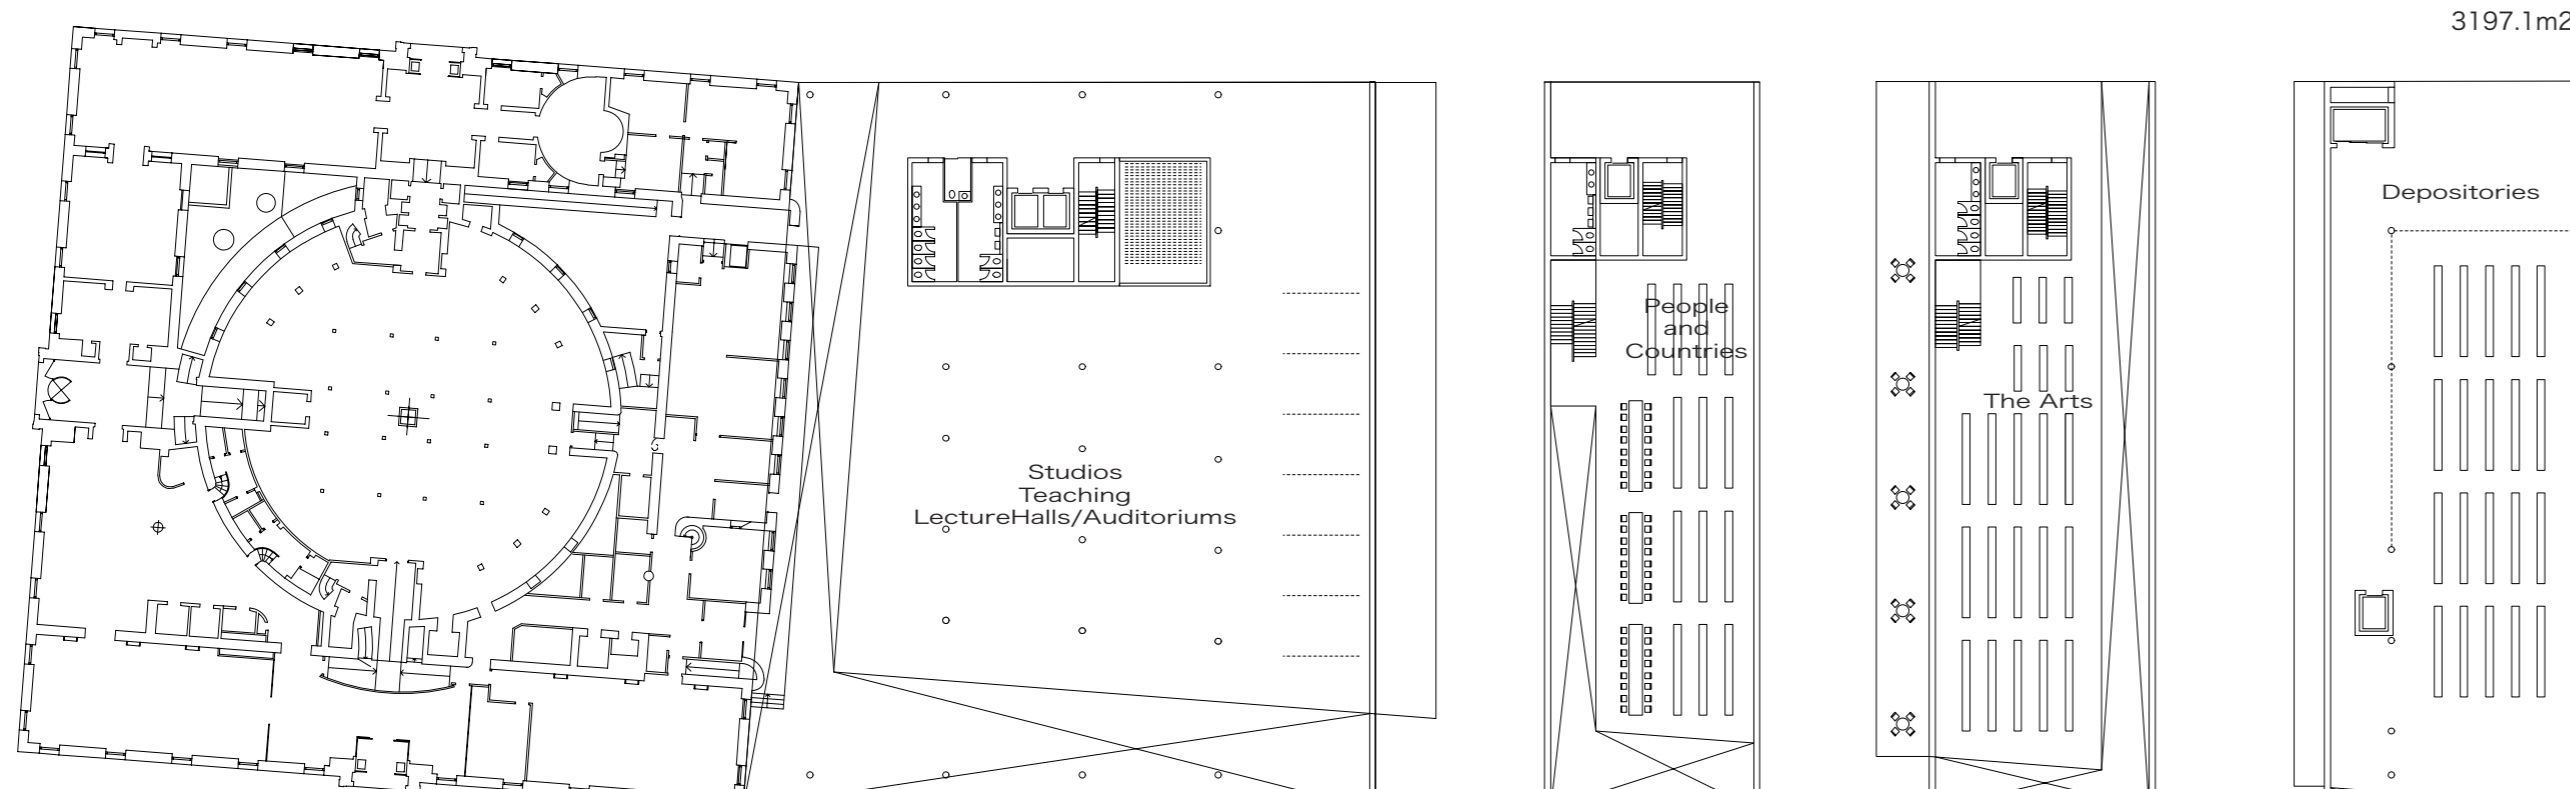 3197.1m2
Depositories
People
and
Countries
The Arts
Studios
Teaching
LectureHalls/Auditoriums